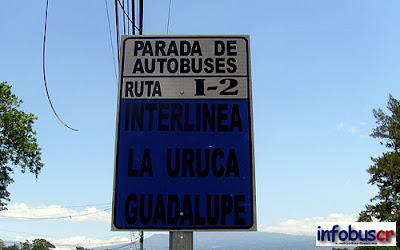 PARADA DE
AUTOBUSES
RUTA I-2
INTERLINEA
LA URUCA
GUADALUPE
infobuscr